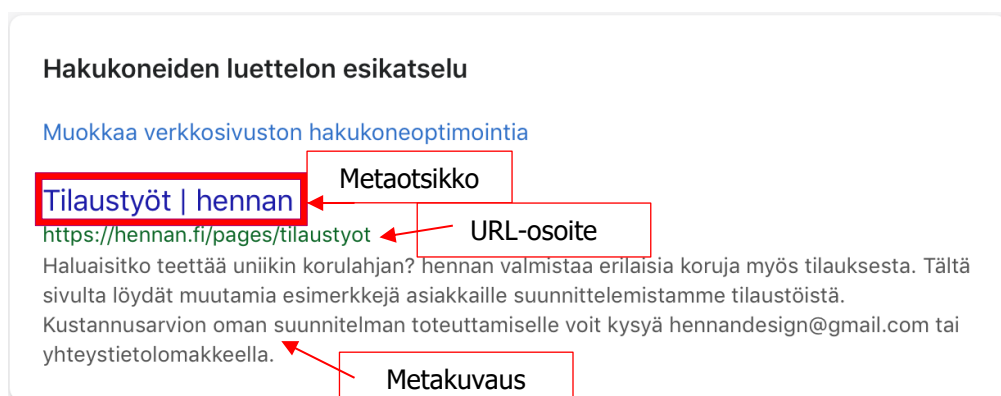 Hakukoneiden luettelon esikatselu
Muokkaa verkkosivuston hakukoneoptimointia
Metaotsikko
Tilaustyöt | hennan
URL-osoite
https://hennan.fi/pages/tilaustyot
Haluaisitko teettää uniikin korulahjan? hennan valmistaa erilaisia koruja myös tilauksesta. Tältä
sivulta löydät muutamia esimerkkejä asiakkaille suunnittelemistamme tilaustöistä.
Kustannusarvion oman suunnitelman toteuttamiselle voit kysyä hennandesign@gmail.com tai
yhteystietolomakkeella.
Metakuvaus